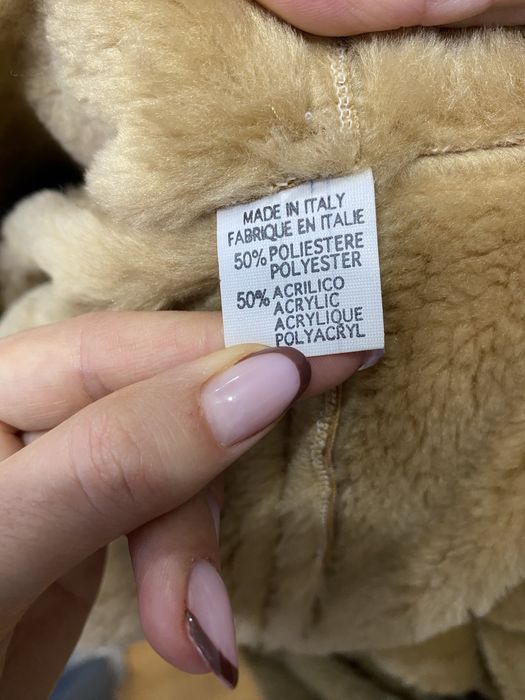 MADE IN ITALY
FABRIQUE EN ITALIE
50% POLIESTERE
POLYESTER
50% ACRILICO
ACRYLIC
ACRYLIQUE
POLYACRYL